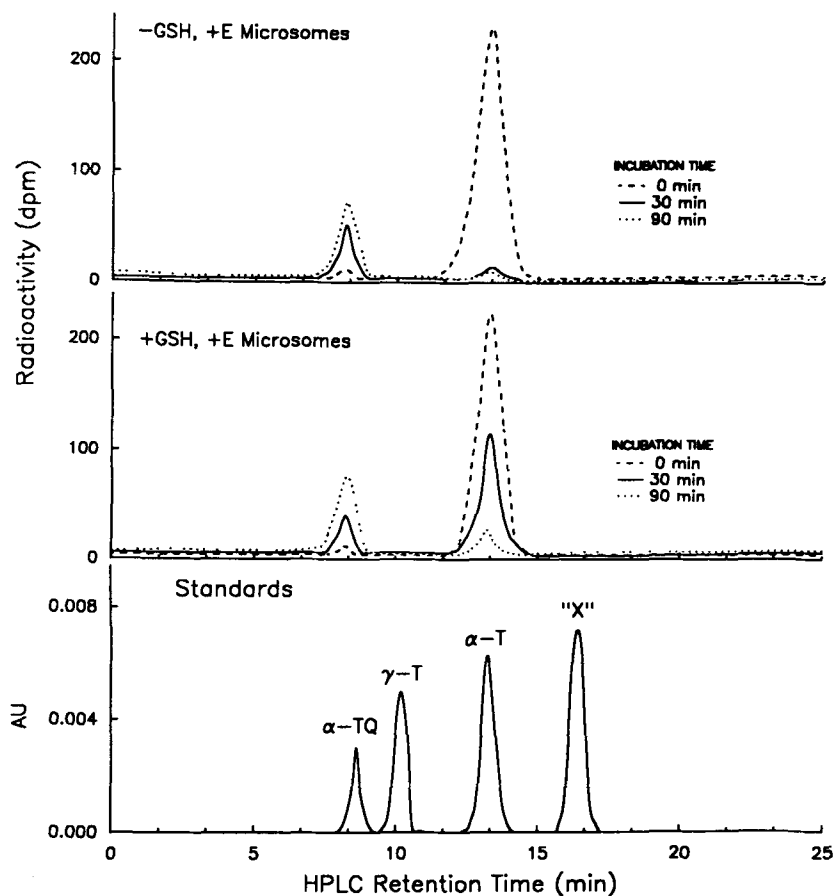 −GSH, +E Microsomes
200
100
0
INCUBATION TIME
0 min
30 min
90 min
Radioactivity (dpm)
+GSH, +E Microsomes
200
100
0
INCUBATION TIME
0 min
30 min
90 min
Standards
0.008
0.004
0.000
AU
α−TQ
γ−T
α−T
"X"
0 5 10 15 20 25
HPLC Retention Time (min)